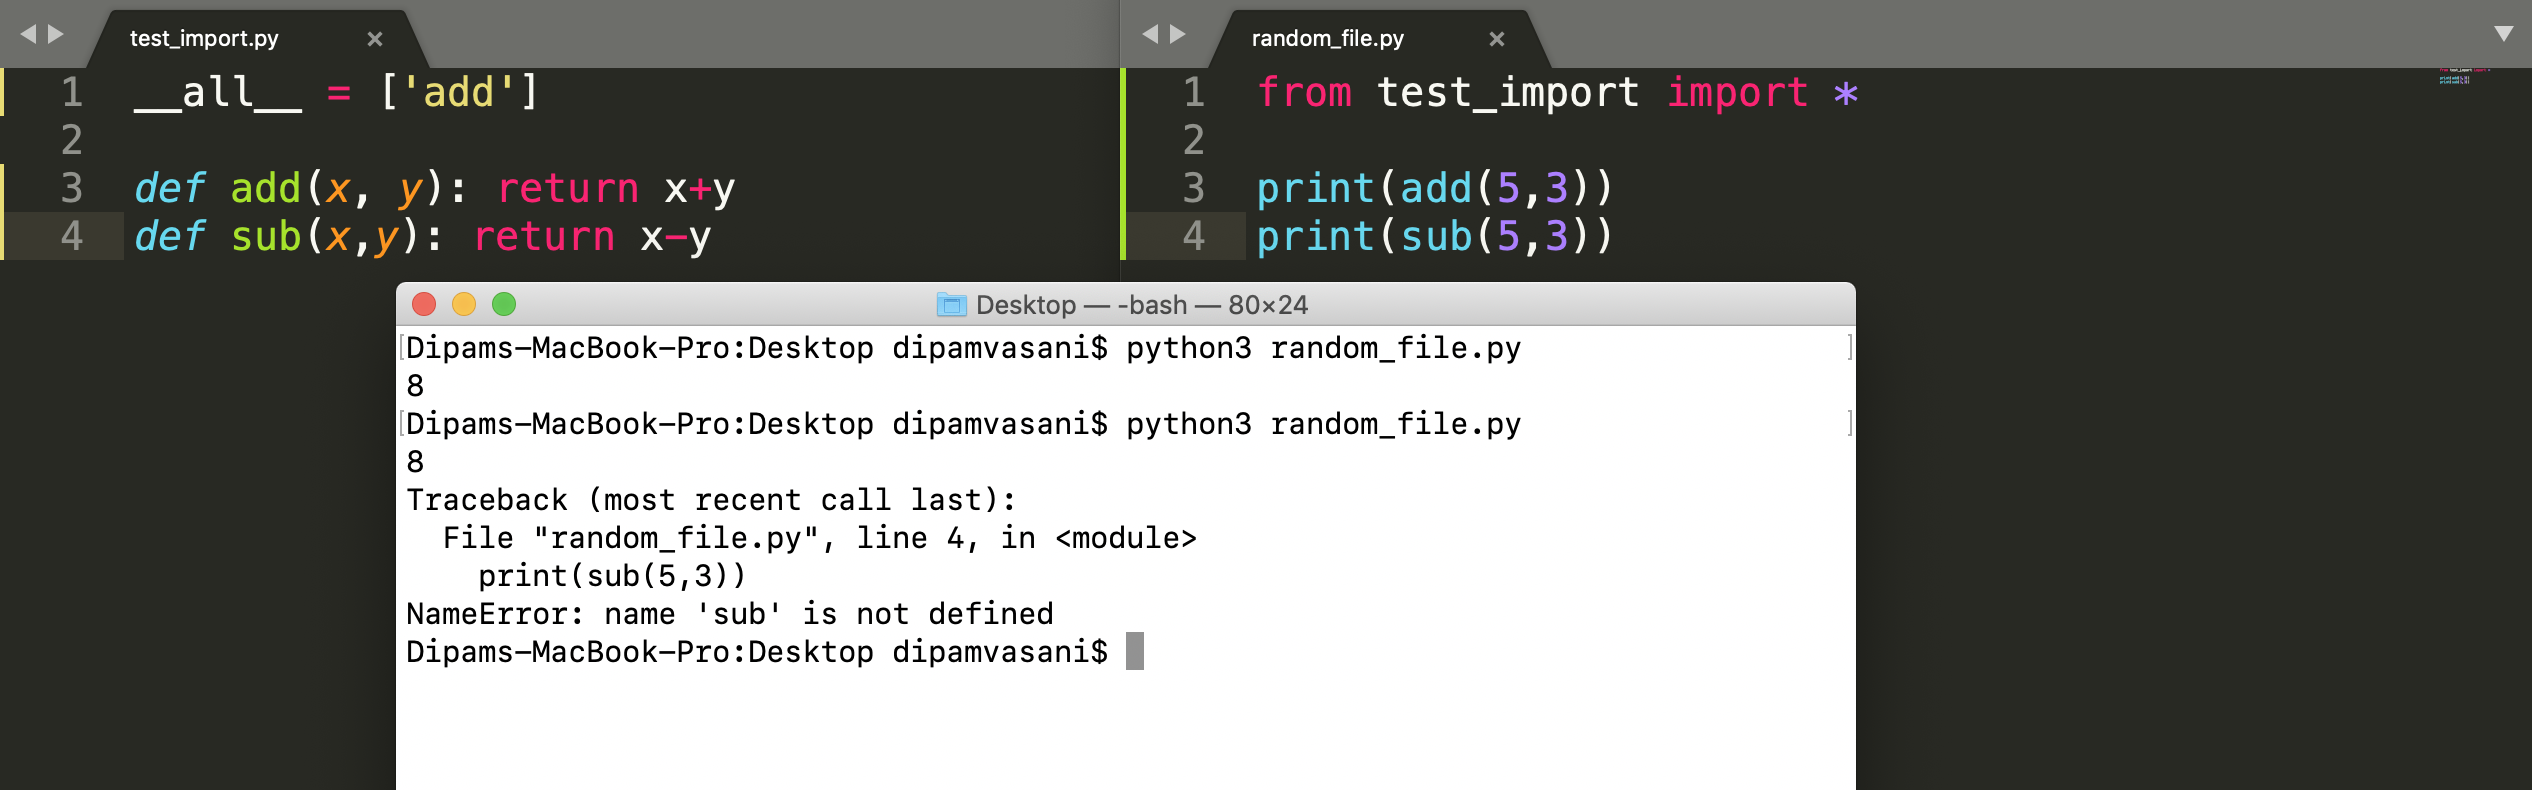 test_import.py ×
1 __all__ = ['add']
2
3 def add(x, y): return x+y
4 def sub(x,y): return x-y
random_file.py ×
1 from test_import import *
2
3 print(add(5,3))
4 print(sub(5,3))
Desktop — -bash — 80×24
[Dipams-MacBook-Pro:Desktop dipamvasani$ python3 random_file.py ]
8
[Dipams-MacBook-Pro:Desktop dipamvasani$ python3 random_file.py ]
8
Traceback (most recent call last):
  File "random_file.py", line 4, in <module>
    print(sub(5,3))
NameError: name 'sub' is not defined
Dipams-MacBook-Pro:Desktop dipamvasani$